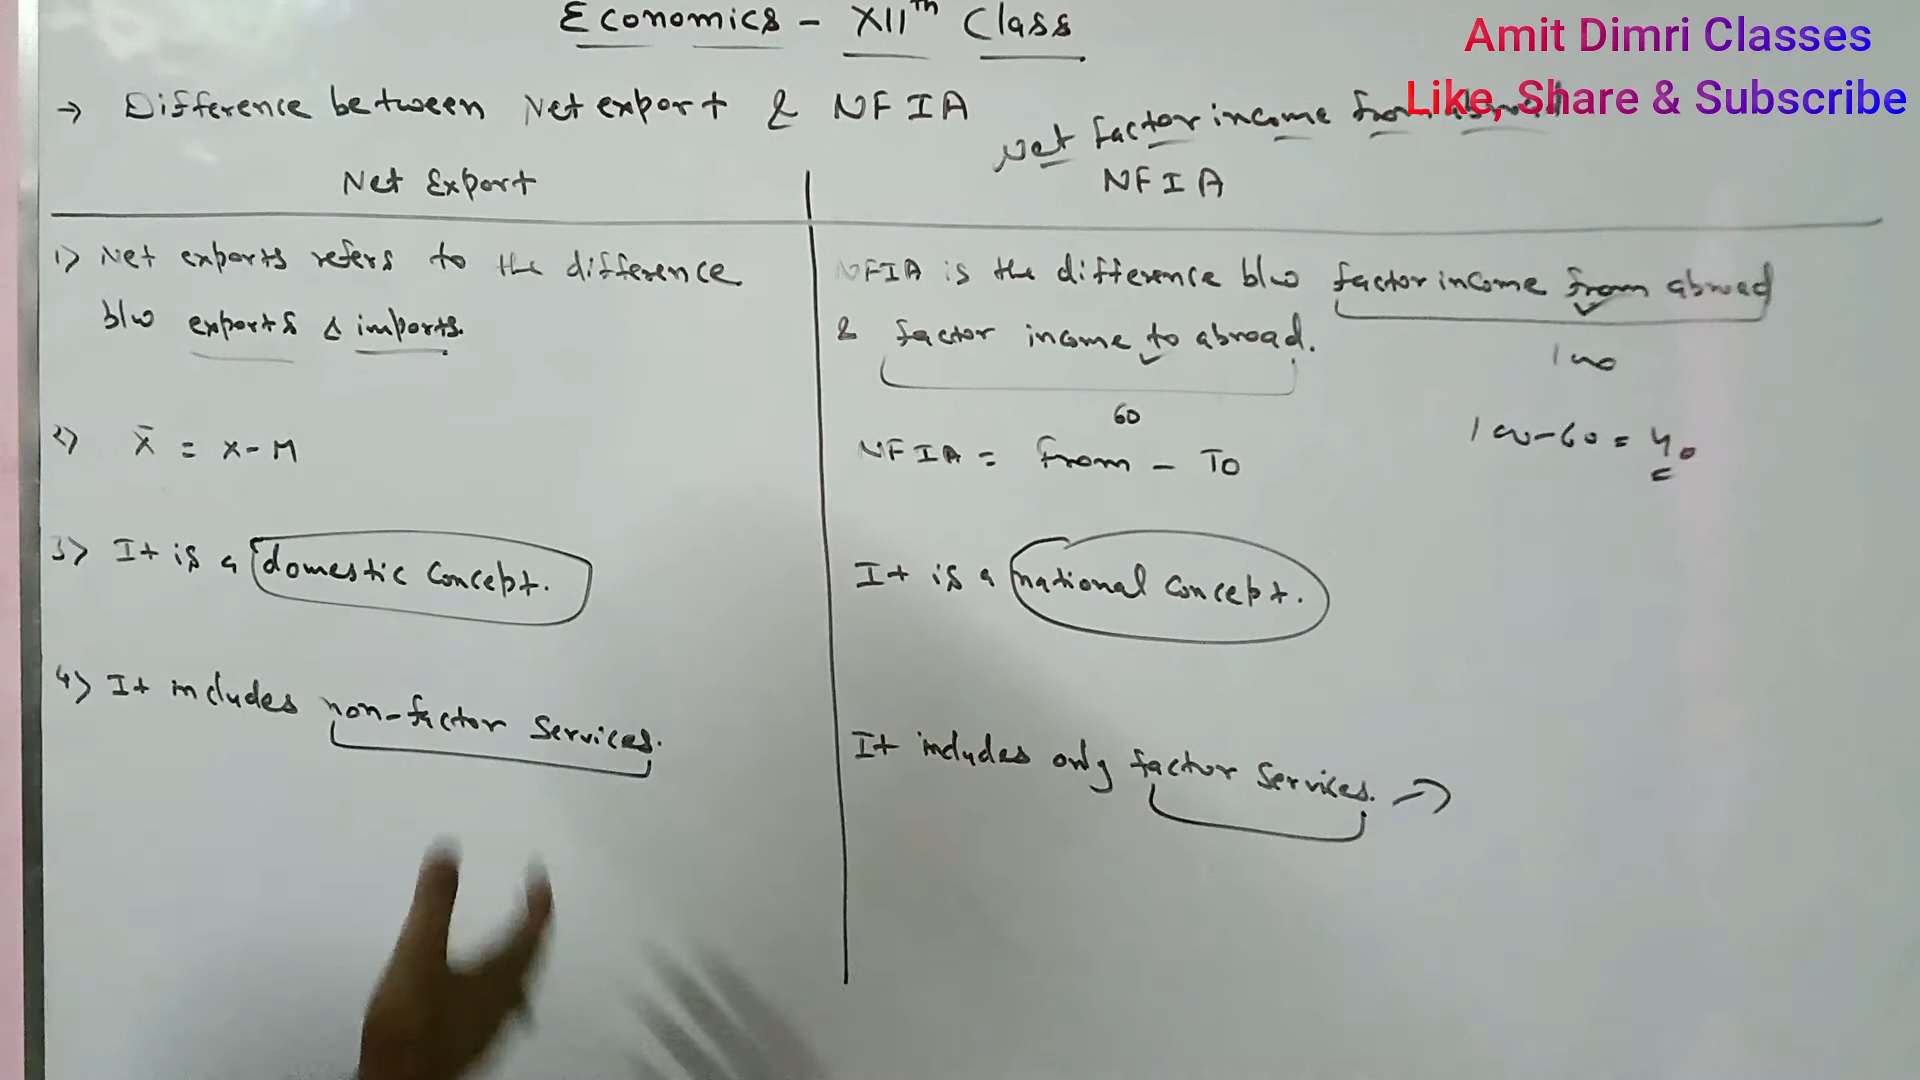 Economics - XIIth Class
Amit Dimri Classes
Like, Share & Subscribe
→ Difference between Net export & NFIA
Net factor income from abroad
Net Export
NFIA
1) Net exports refers to the difference
b/w exports & imports.
NFIA is the difference b/w factor income from abroad
& factor income to abroad.
100
60
100-60 = 40
2) X̄ = X-M
NFIA = from - To
3) It is a domestic concept.
It is a national concept.
4) It includes non-factor services.
It includes only factor services. →